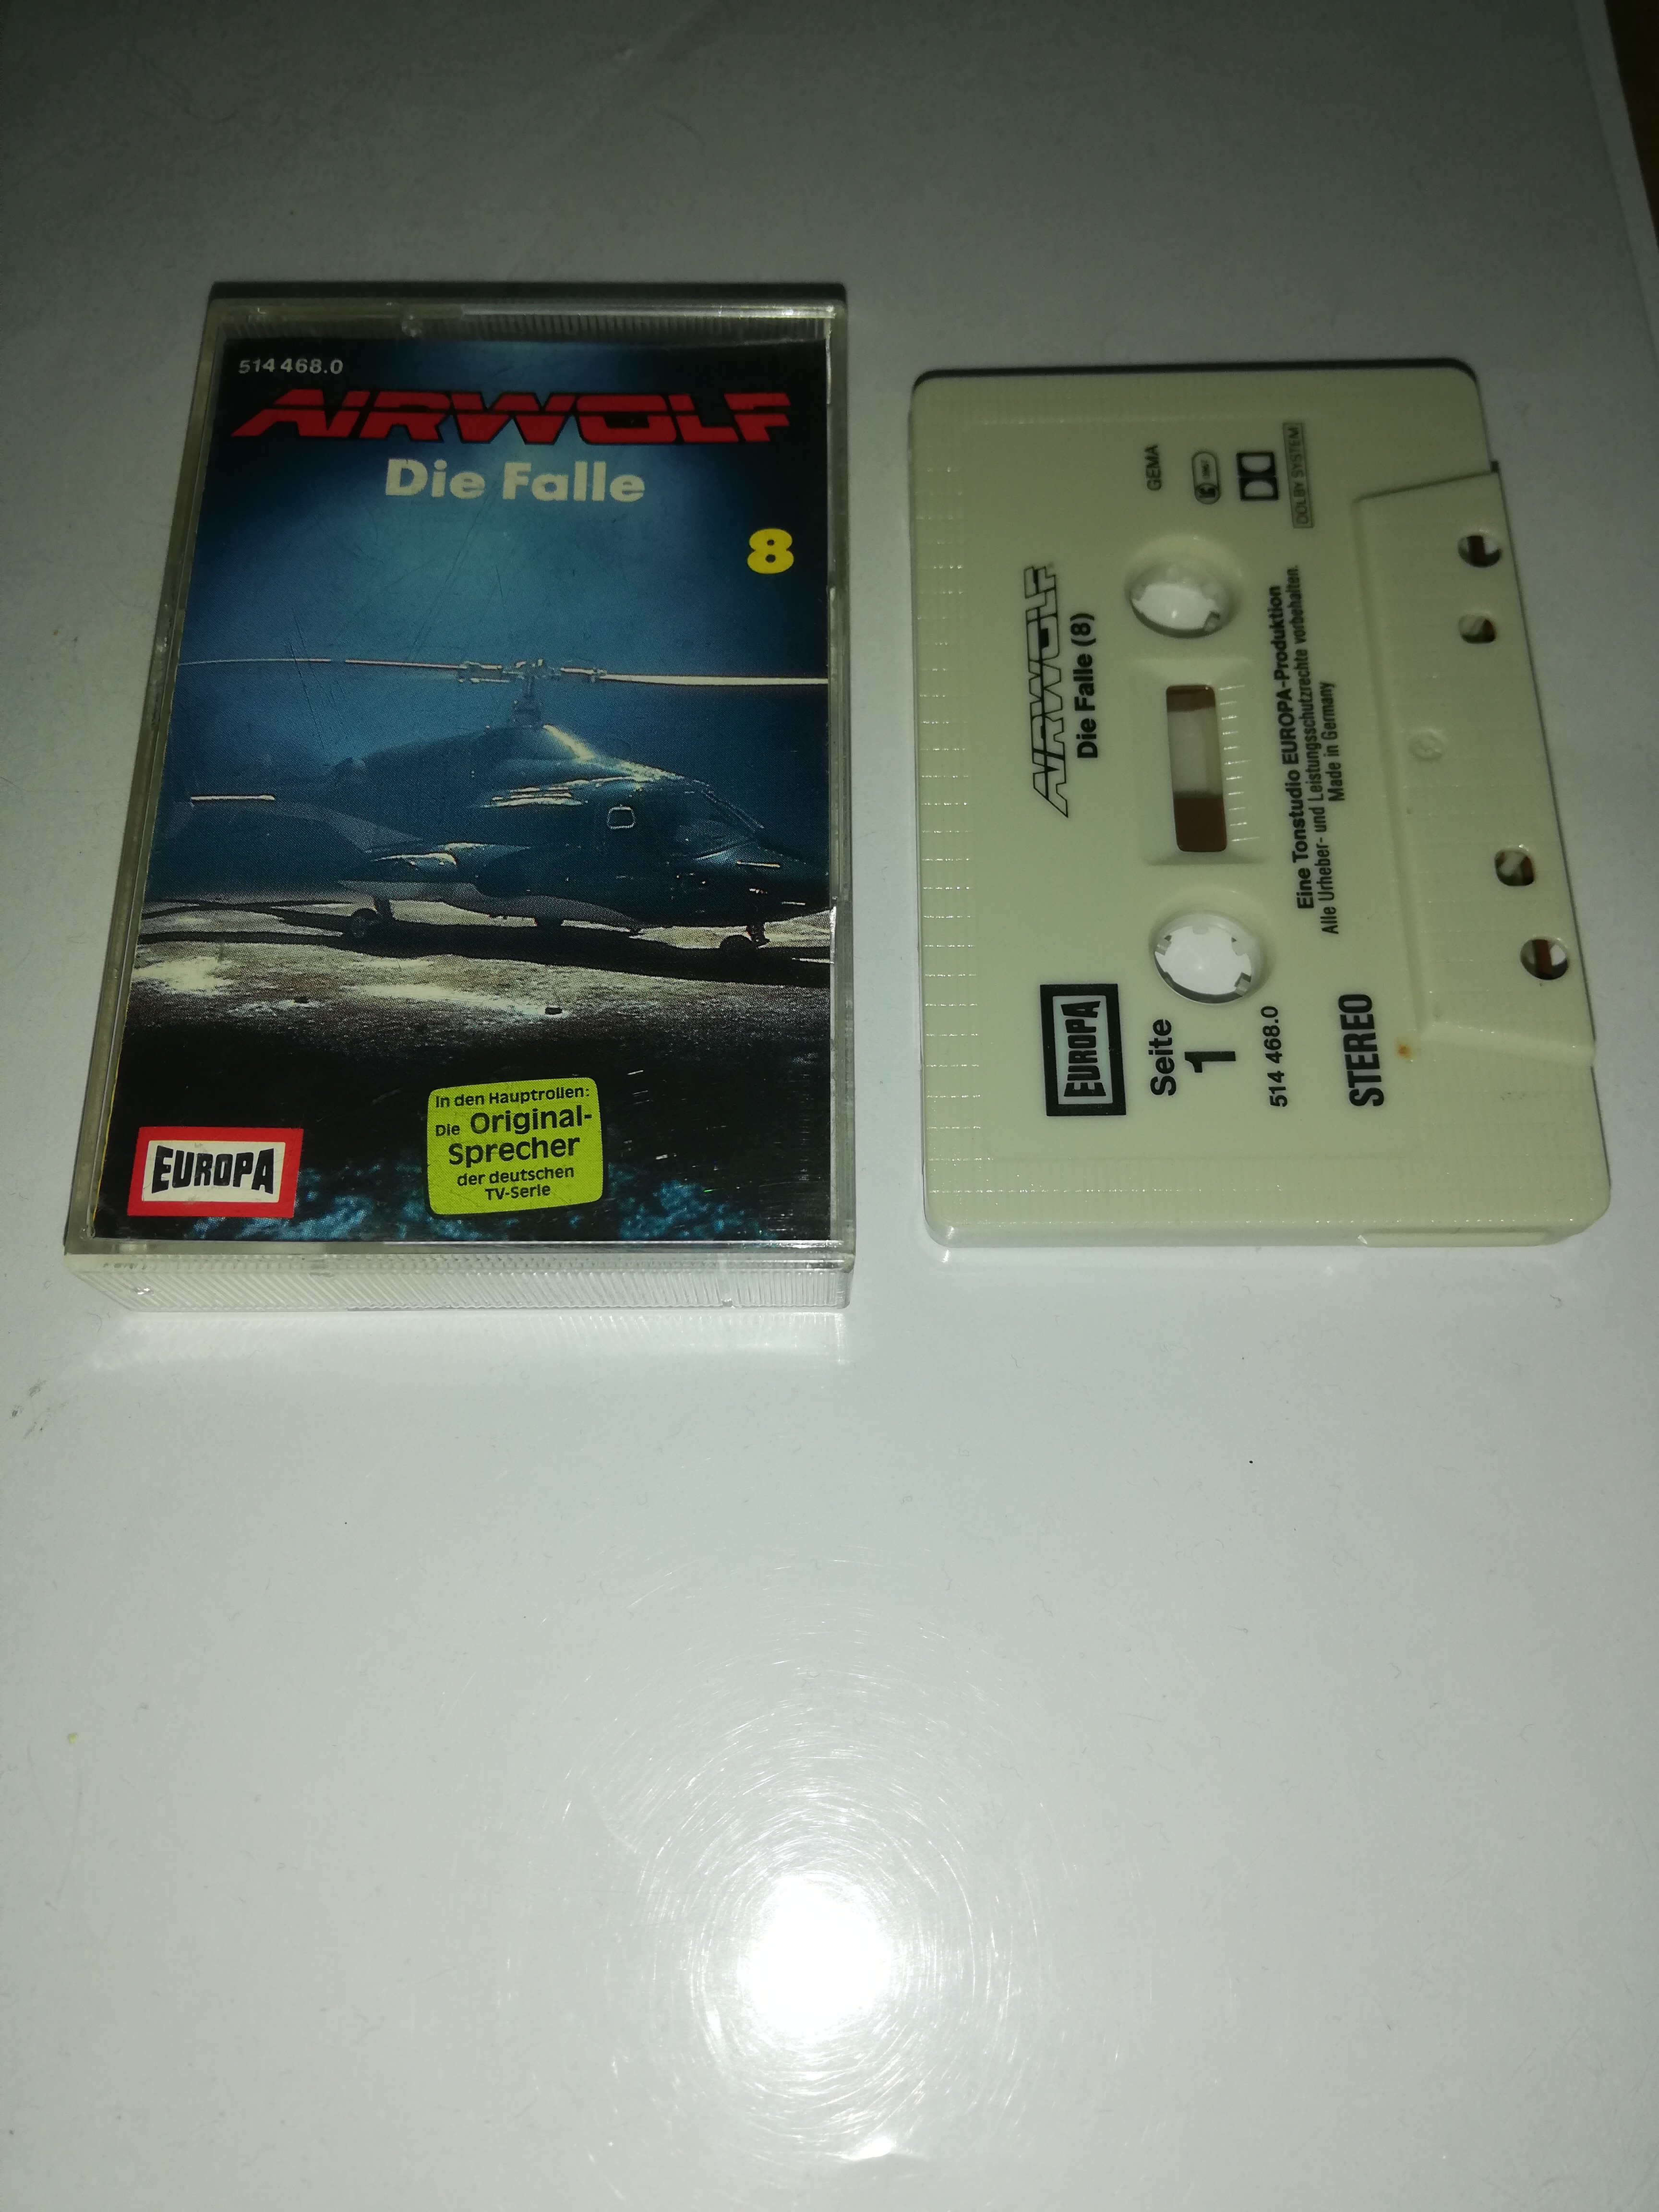 514 468.0
AIRWOLF
Die Falle
8
In den Hauptrollen:
Die Original-
Sprecher
der deutschen
TV-Serie
EUROPA
AIRWOLF
Die Falle (8)
GEMA
DOLBY SYSTEM
EUROPA
Seite
1
514 468.0
STEREO
Eine Tonstudio EUROPA-Produktion
Alle Urheber- und Leistungsschutzrechte vorbehalten.
Made in Germany